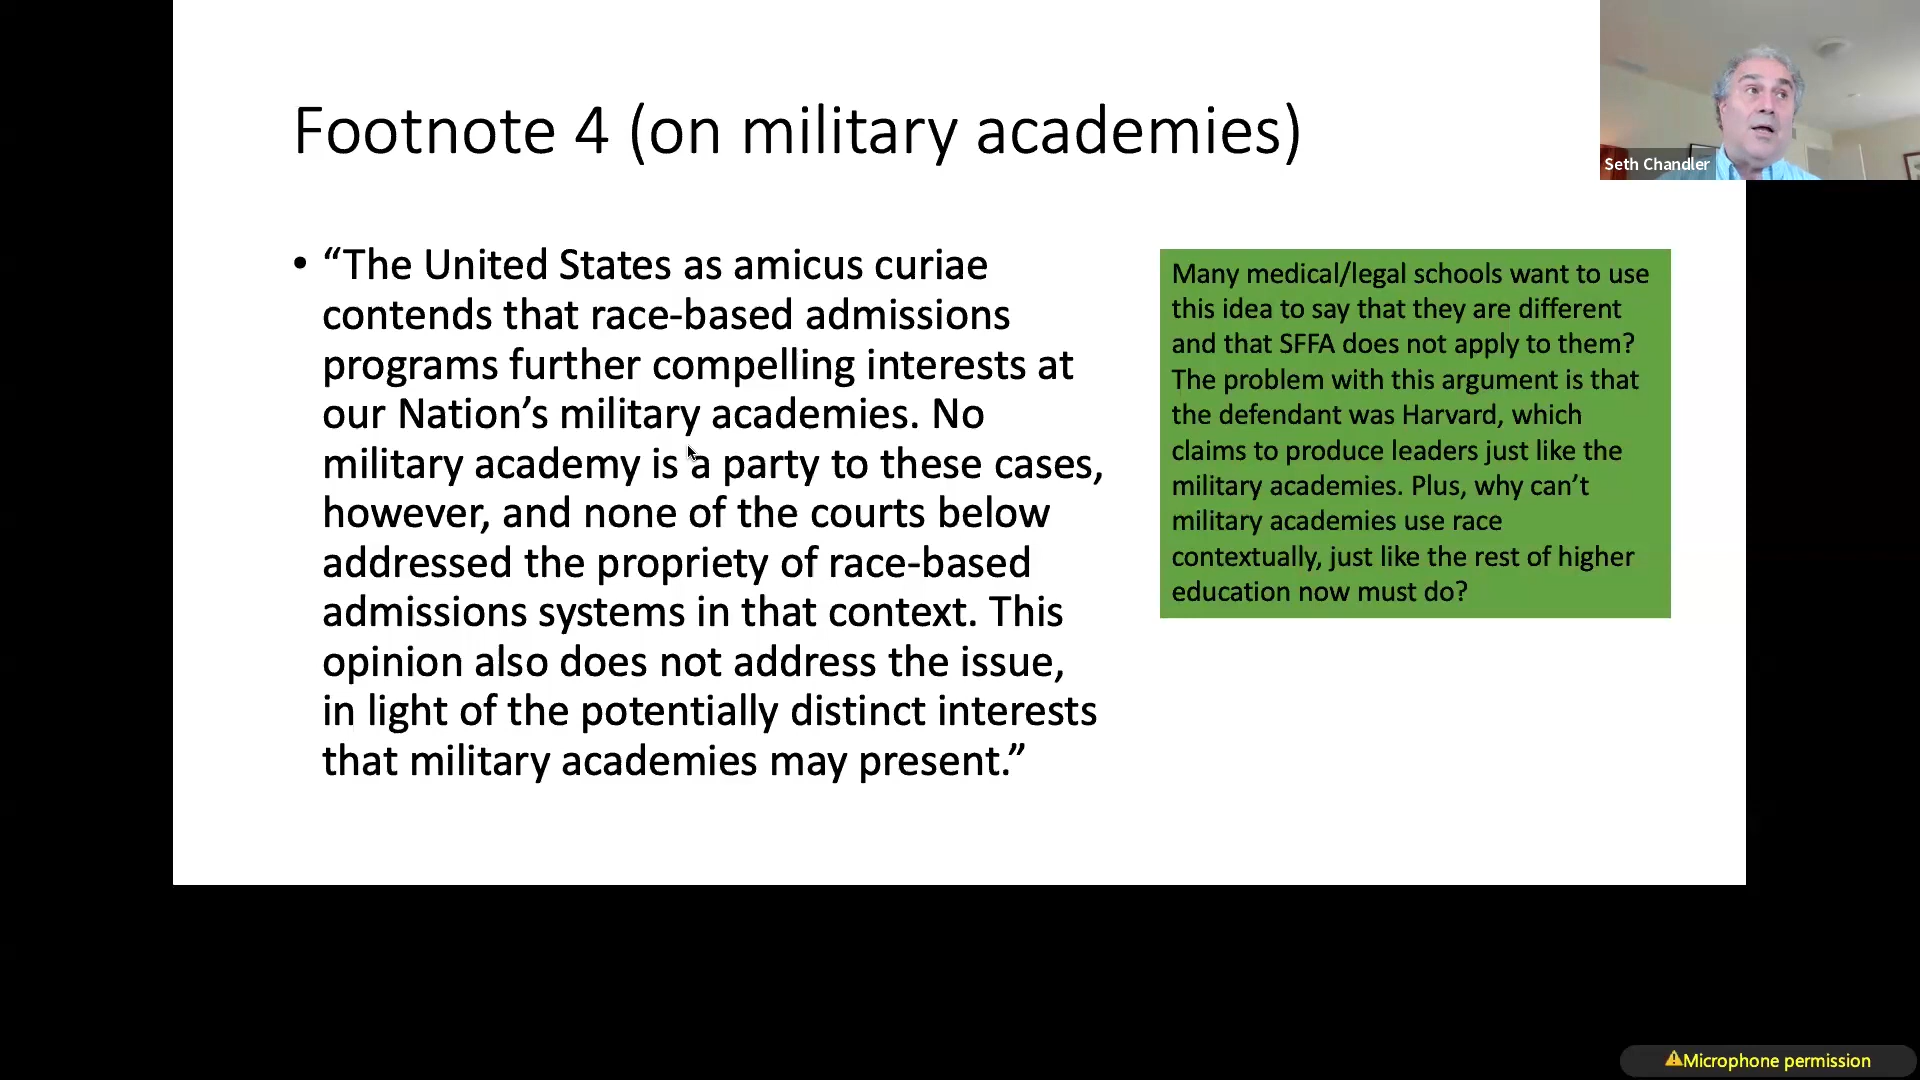 Footnote 4 (on military academies)
Seth Chandler
• “The United States as amicus curiae
contends that race-based admissions
programs further compelling interests at
our Nation’s military academies. No
military academy is a party to these cases,
however, and none of the courts below
addressed the propriety of race-based
admissions systems in that context. This
opinion also does not address the issue,
in light of the potentially distinct interests
that military academies may present.”
Many medical/legal schools want to use
this idea to say that they are different
and that SFFA does not apply to them?
The problem with this argument is that
the defendant was Harvard, which
claims to produce leaders just like the
military academies. Plus, why can’t
military academies use race
contextually, just like the rest of higher
education now must do?
Microphone permission